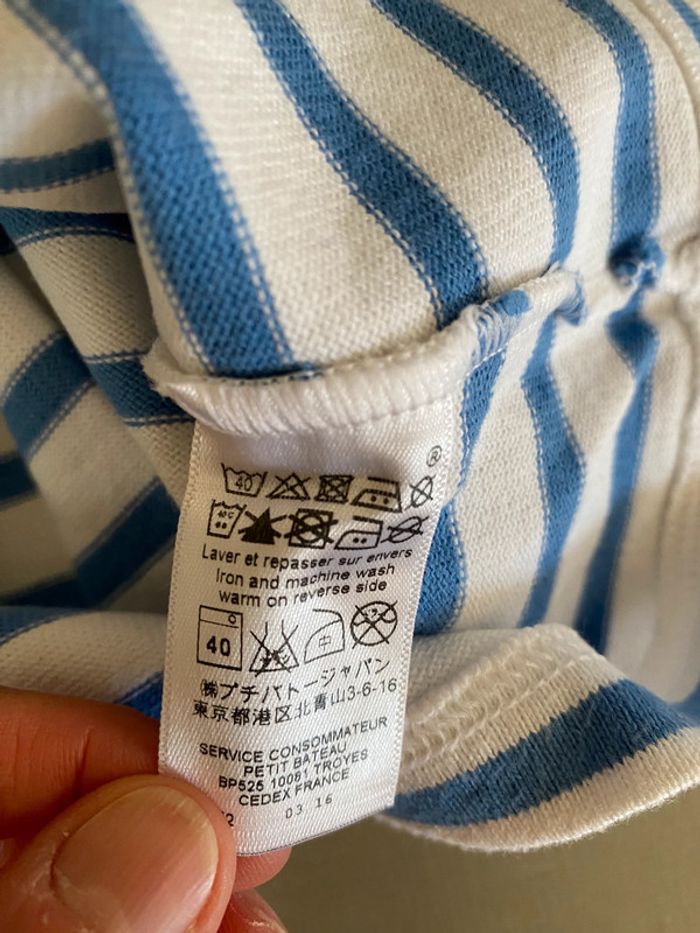 ®
40
40°C
Laver et repasser sur envers
Iron and machine wash
warm on reverse side
40 中
㈱プチバトージャパン
東京都港区北青山3-6-16
SERVICE CONSOMMATEUR
PETIT BATEAU
BP525 10081 TROYES
CEDEX FRANCE
03 16